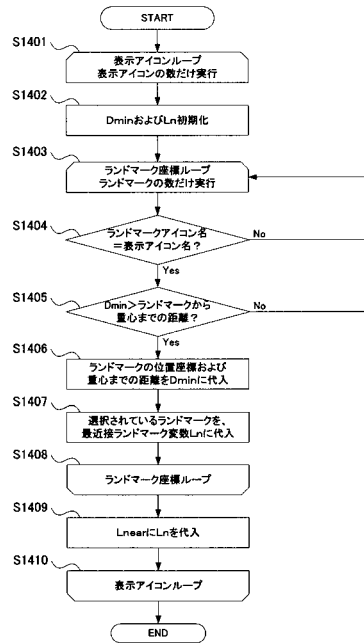 START
S1401
表示アイコンループ
表示アイコンの数だけ実行
S1402
DminおよびLn初期化
S1403
ランドマーク座標ループ
ランドマークの数だけ実行
S1404
ランドマークアイコン名
=表示アイコン名?
No
Yes
S1405
Dmin>ランドマークから
重心までの距離?
No
Yes
S1406
ランドマークの位置座標および
重心までの距離をDminに代入
S1407
選択されているランドマークを、
最近接ランドマーク変数Lnに代入
S1408
ランドマーク座標ループ
S1409
LnearにLnを代入
S1410
表示アイコンループ
END